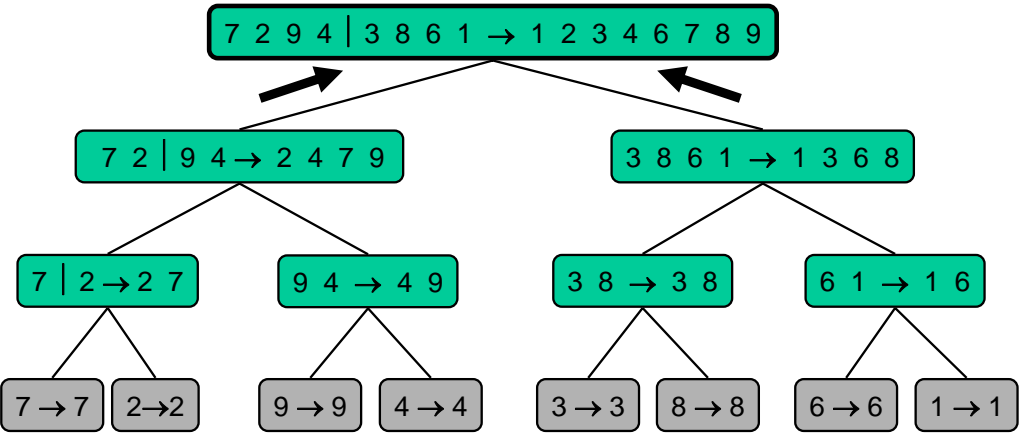 7 2 9 4 | 3 8 6 1 → 1 2 3 4 6 7 8 9
7 2 | 9 4 → 2 4 7 9
3 8 6 1 → 1 3 6 8
7 | 2 → 2 7
9 4 → 4 9
3 8 → 3 8
6 1 → 1 6
7 → 7
2→2
9 → 9
4 → 4
3 → 3
8 → 8
6 → 6
1 → 1